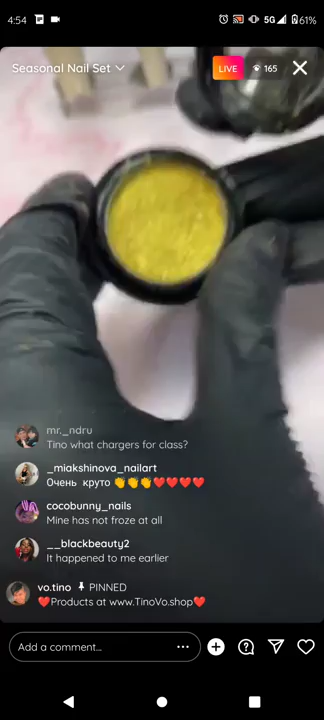 4:54
5G 61%
Seasonal Nail Set
LIVE 165
mr._ndru
Tino what chargers for class?
_miakshinova_nailart
Очень круто 👏👏👏❤️❤️❤️❤️
cocobunny_nails
Mine has not froze at all
__blackbeauty2
It happened to me earlier
vo.tino PINNED
❤️Products at www.TinoVo.shop❤️
Add a comment...